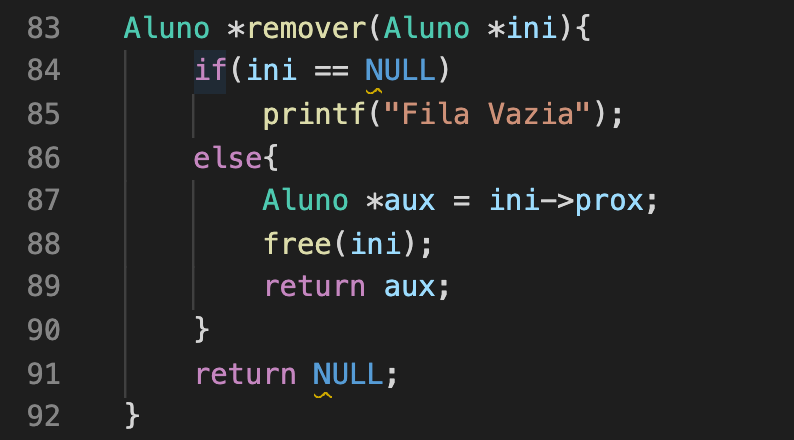 83 Aluno *remover(Aluno *ini){
84 if(ini == NULL)
85 printf("Fila Vazia");
86 else{
87 Aluno *aux = ini->prox;
88 free(ini);
89 return aux;
90 }
91 return NULL;
92 }